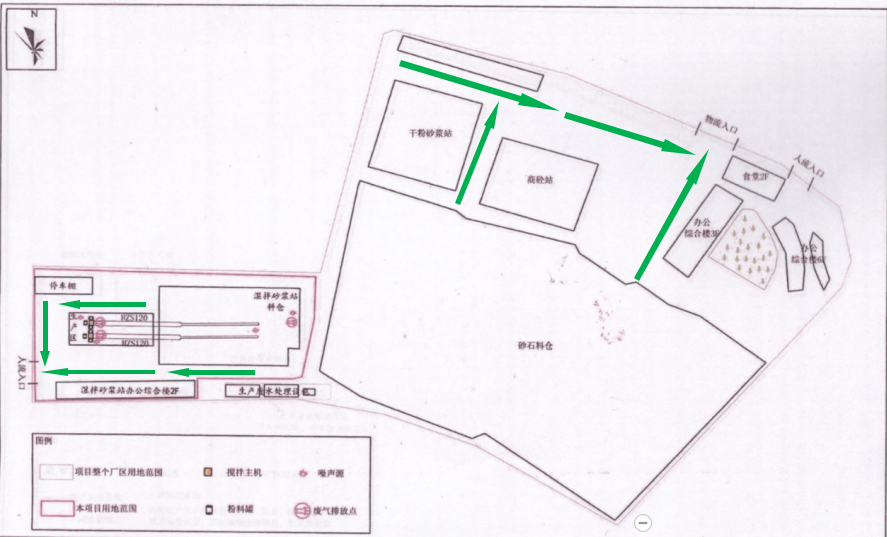 N
物流入口
人流入口
干粉砂浆站
商砼站
食堂2F
办公
综合楼3F
办公
综合楼6F
停车棚
湿拌砂浆站
料仓
生
产
区
HZS120
HZS120
砂石料仓
人流入口
湿拌砂浆站办公综合楼2F
生产废水处理设施
图例
项目整个厂区用地范围
搅拌主机
噪声源
本项目用地范围
粉料罐
废气排放点